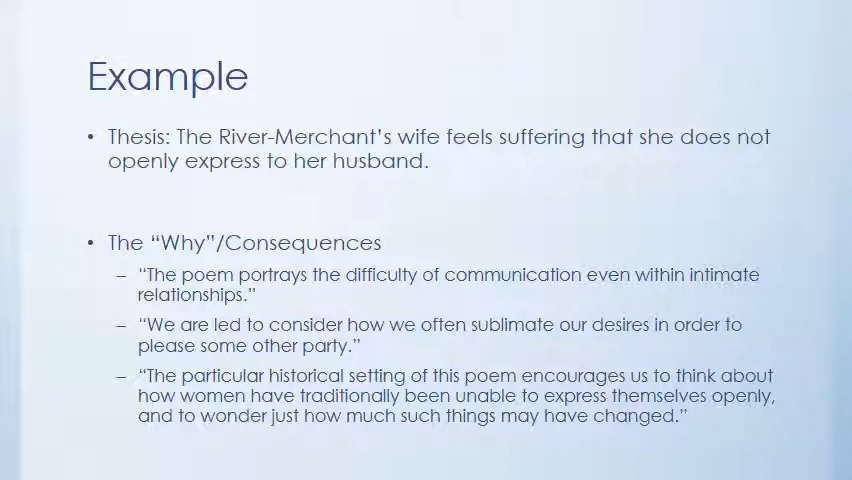 Example
• Thesis: The River-Merchant’s wife feels suffering that she does not
openly express to her husband.
• The “Why”/Consequences
– “The poem portrays the difficulty of communication even within intimate
relationships.”
– “We are led to consider how we often sublimate our desires in order to
please some other party.”
– “The particular historical setting of this poem encourages us to think about
how women have traditionally been unable to express themselves openly,
and to wonder just how much such things may have changed.”